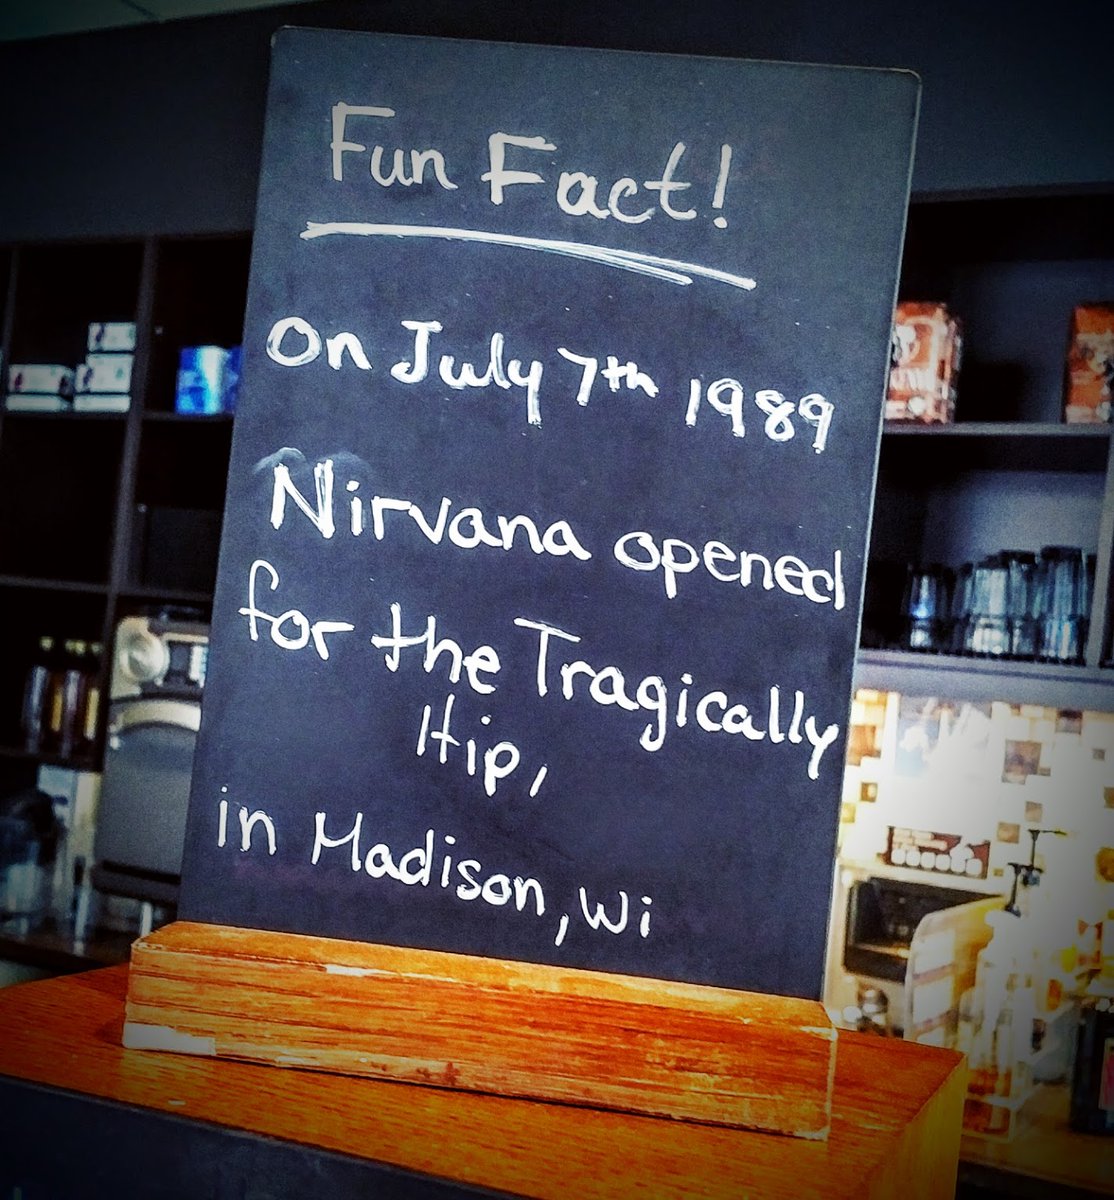 Fun Fact!
On July 7th 1989
Nirvana opened
for the Tragically
Hip,
in Madison, Wi